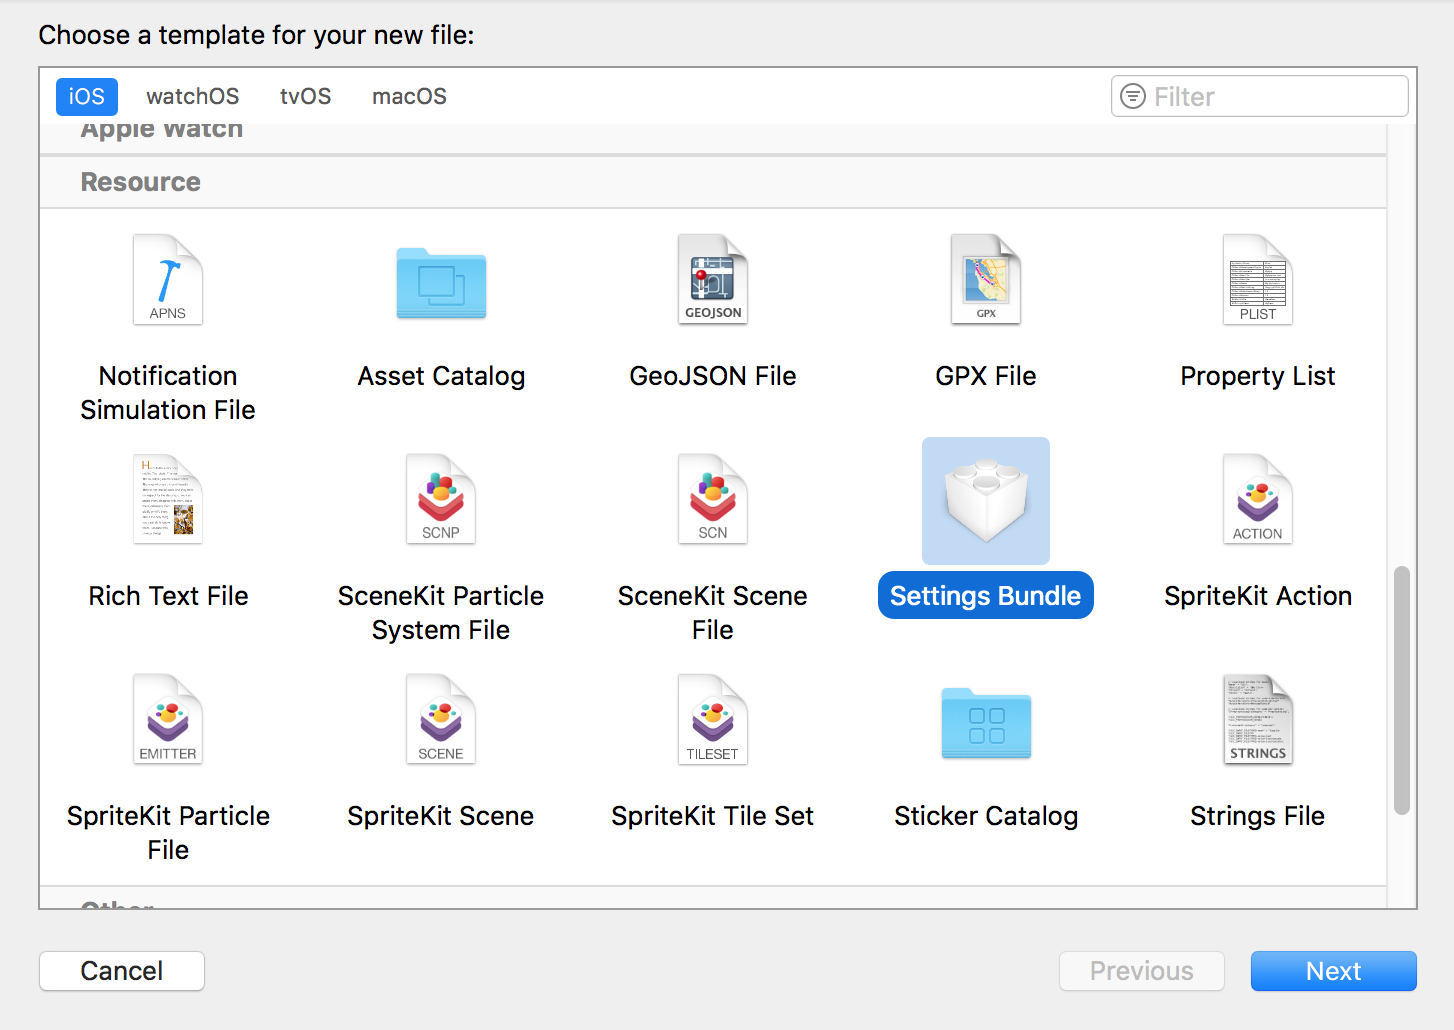 Choose a template for your new file:
iOS
watchOS
tvOS
macOS
Filter
Apple Watch
Resource
APNS
GEOJSON
GPX
PLIST
Notification
Simulation File
Asset Catalog
GeoJSON File
GPX File
Property List
SCNP
SCN
ACTION
Rich Text File
SceneKit Particle
System File
SceneKit Scene
File
Settings Bundle
SpriteKit Action
EMITTER
SCENE
TILESET
STRINGS
SpriteKit Particle
File
SpriteKit Scene
SpriteKit Tile Set
Sticker Catalog
Strings File
Other
Cancel
Previous
Next